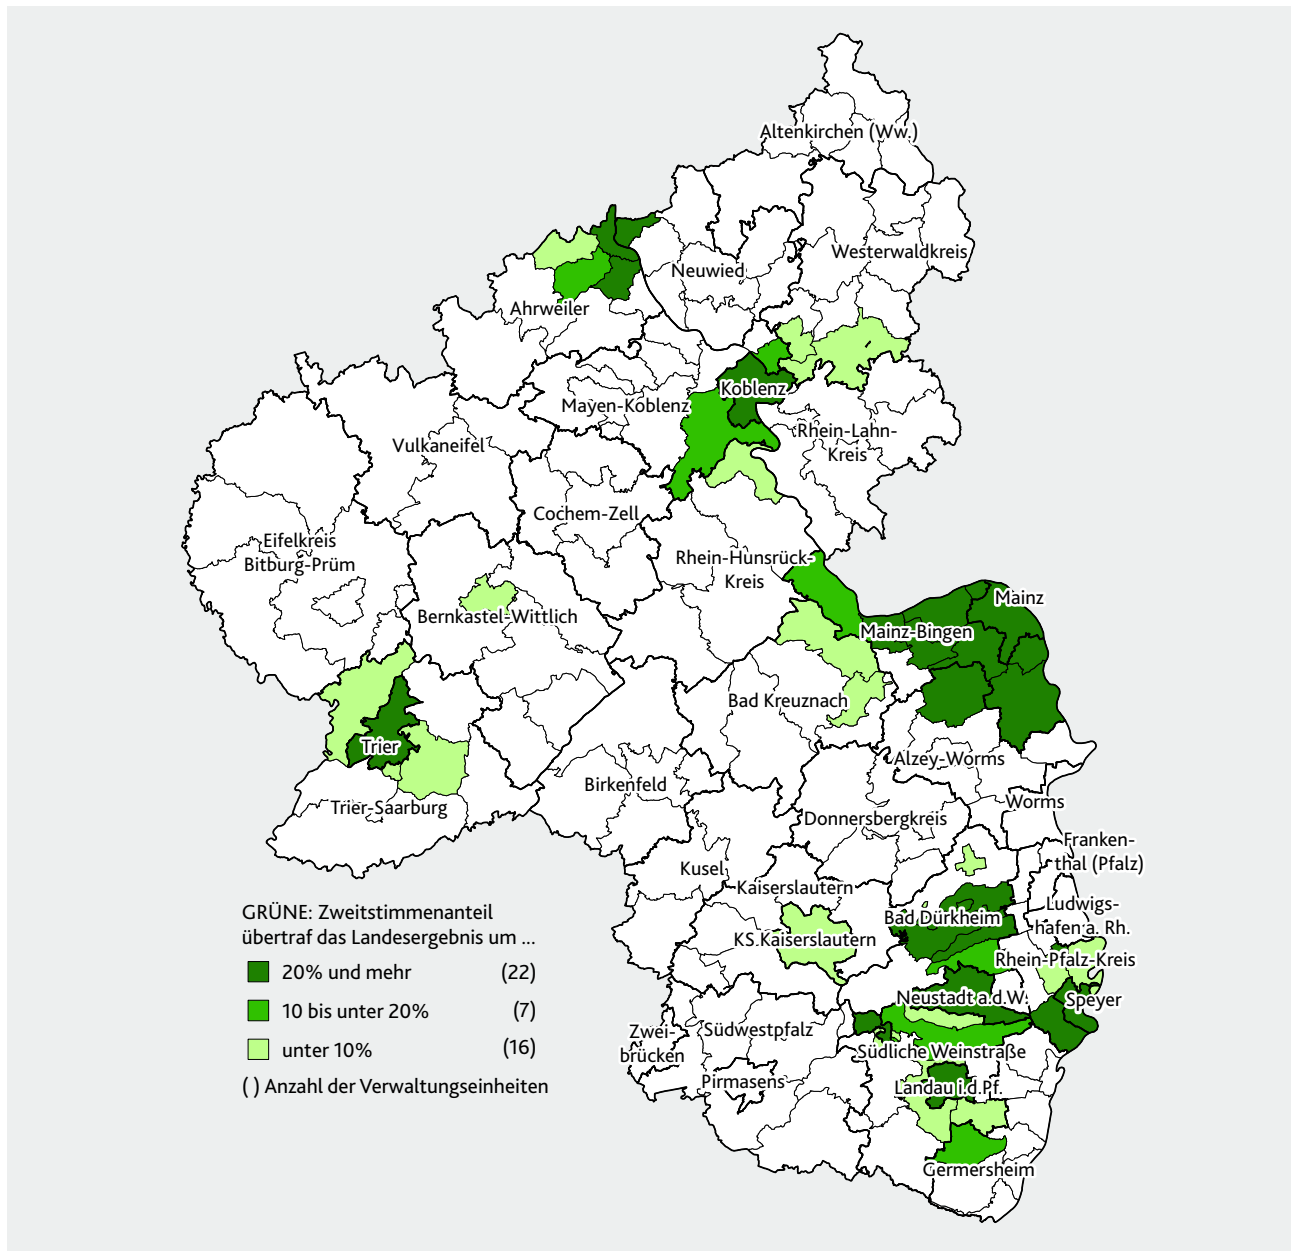 Altenkirchen (Ww.)
Westerwaldkreis
Neuwied
Ahrweiler
Koblenz
Mayen-Koblenz
Rhein-Lahn-
Kreis
Vulkaneifel
Cochem-Zell
Eifelkreis
Bitburg-Prüm
Rhein-Hunsrück-
Kreis
Mainz
Bernkastel-Wittlich
Mainz-Bingen
Bad Kreuznach
Trier
Alzey-Worms
Birkenfeld
Trier-Saarburg
Worms
Donnersbergkreis
Franken-
thal (Pfalz)
Kusel
Kaiserslautern
Ludwigs-
hafen a. Rh.
Bad Dürkheim
KS.Kaiserslautern
Rhein-Pfalz-Kreis
Neustadt a.d.W.
Speyer
Zwei-
brücken
Südwestpfalz
Südliche Weinstraße
Pirmasens
Landau i.d.Pf.
Germersheim
GRÜNE: Zweitstimmenanteil
übertraf das Landesergebnis um ...
20% und mehr (22)
10 bis unter 20% (7)
unter 10% (16)
( ) Anzahl der Verwaltungseinheiten